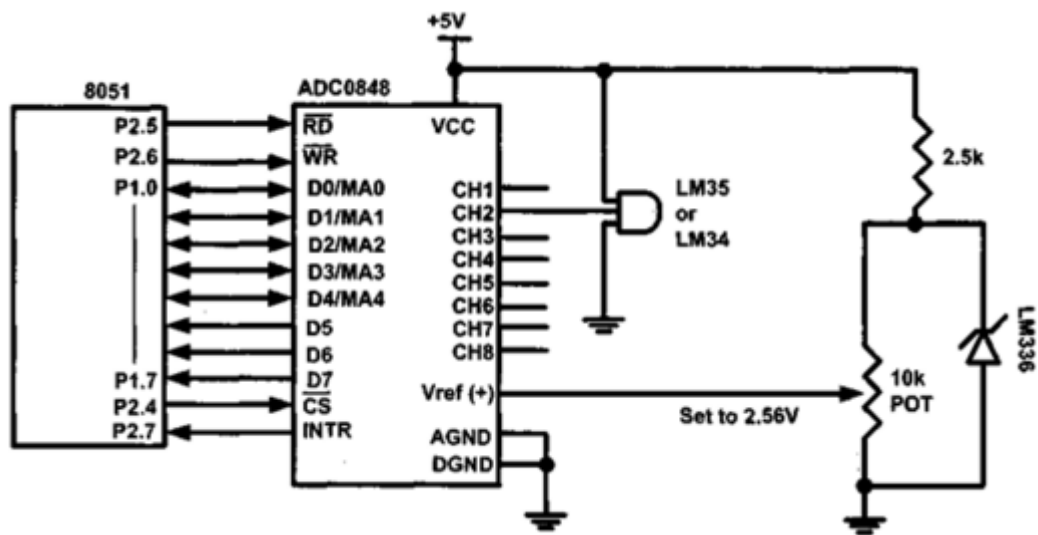 +5V
8051
ADC0848
P2.5
RD
VCC
P2.6
WR
2.5k
P1.0
D0/MA0
CH1
LM35
D1/MA1
CH2
or
D2/MA2
CH3
LM34
D3/MA3
CH4
D4/MA4
CH5
D5
CH6
D6
CH7
P1.7
D7
CH8
LM336
P2.4
CS
Vref (+)
10k
POT
Set to 2.56V
P2.7
INTR
AGND
DGND